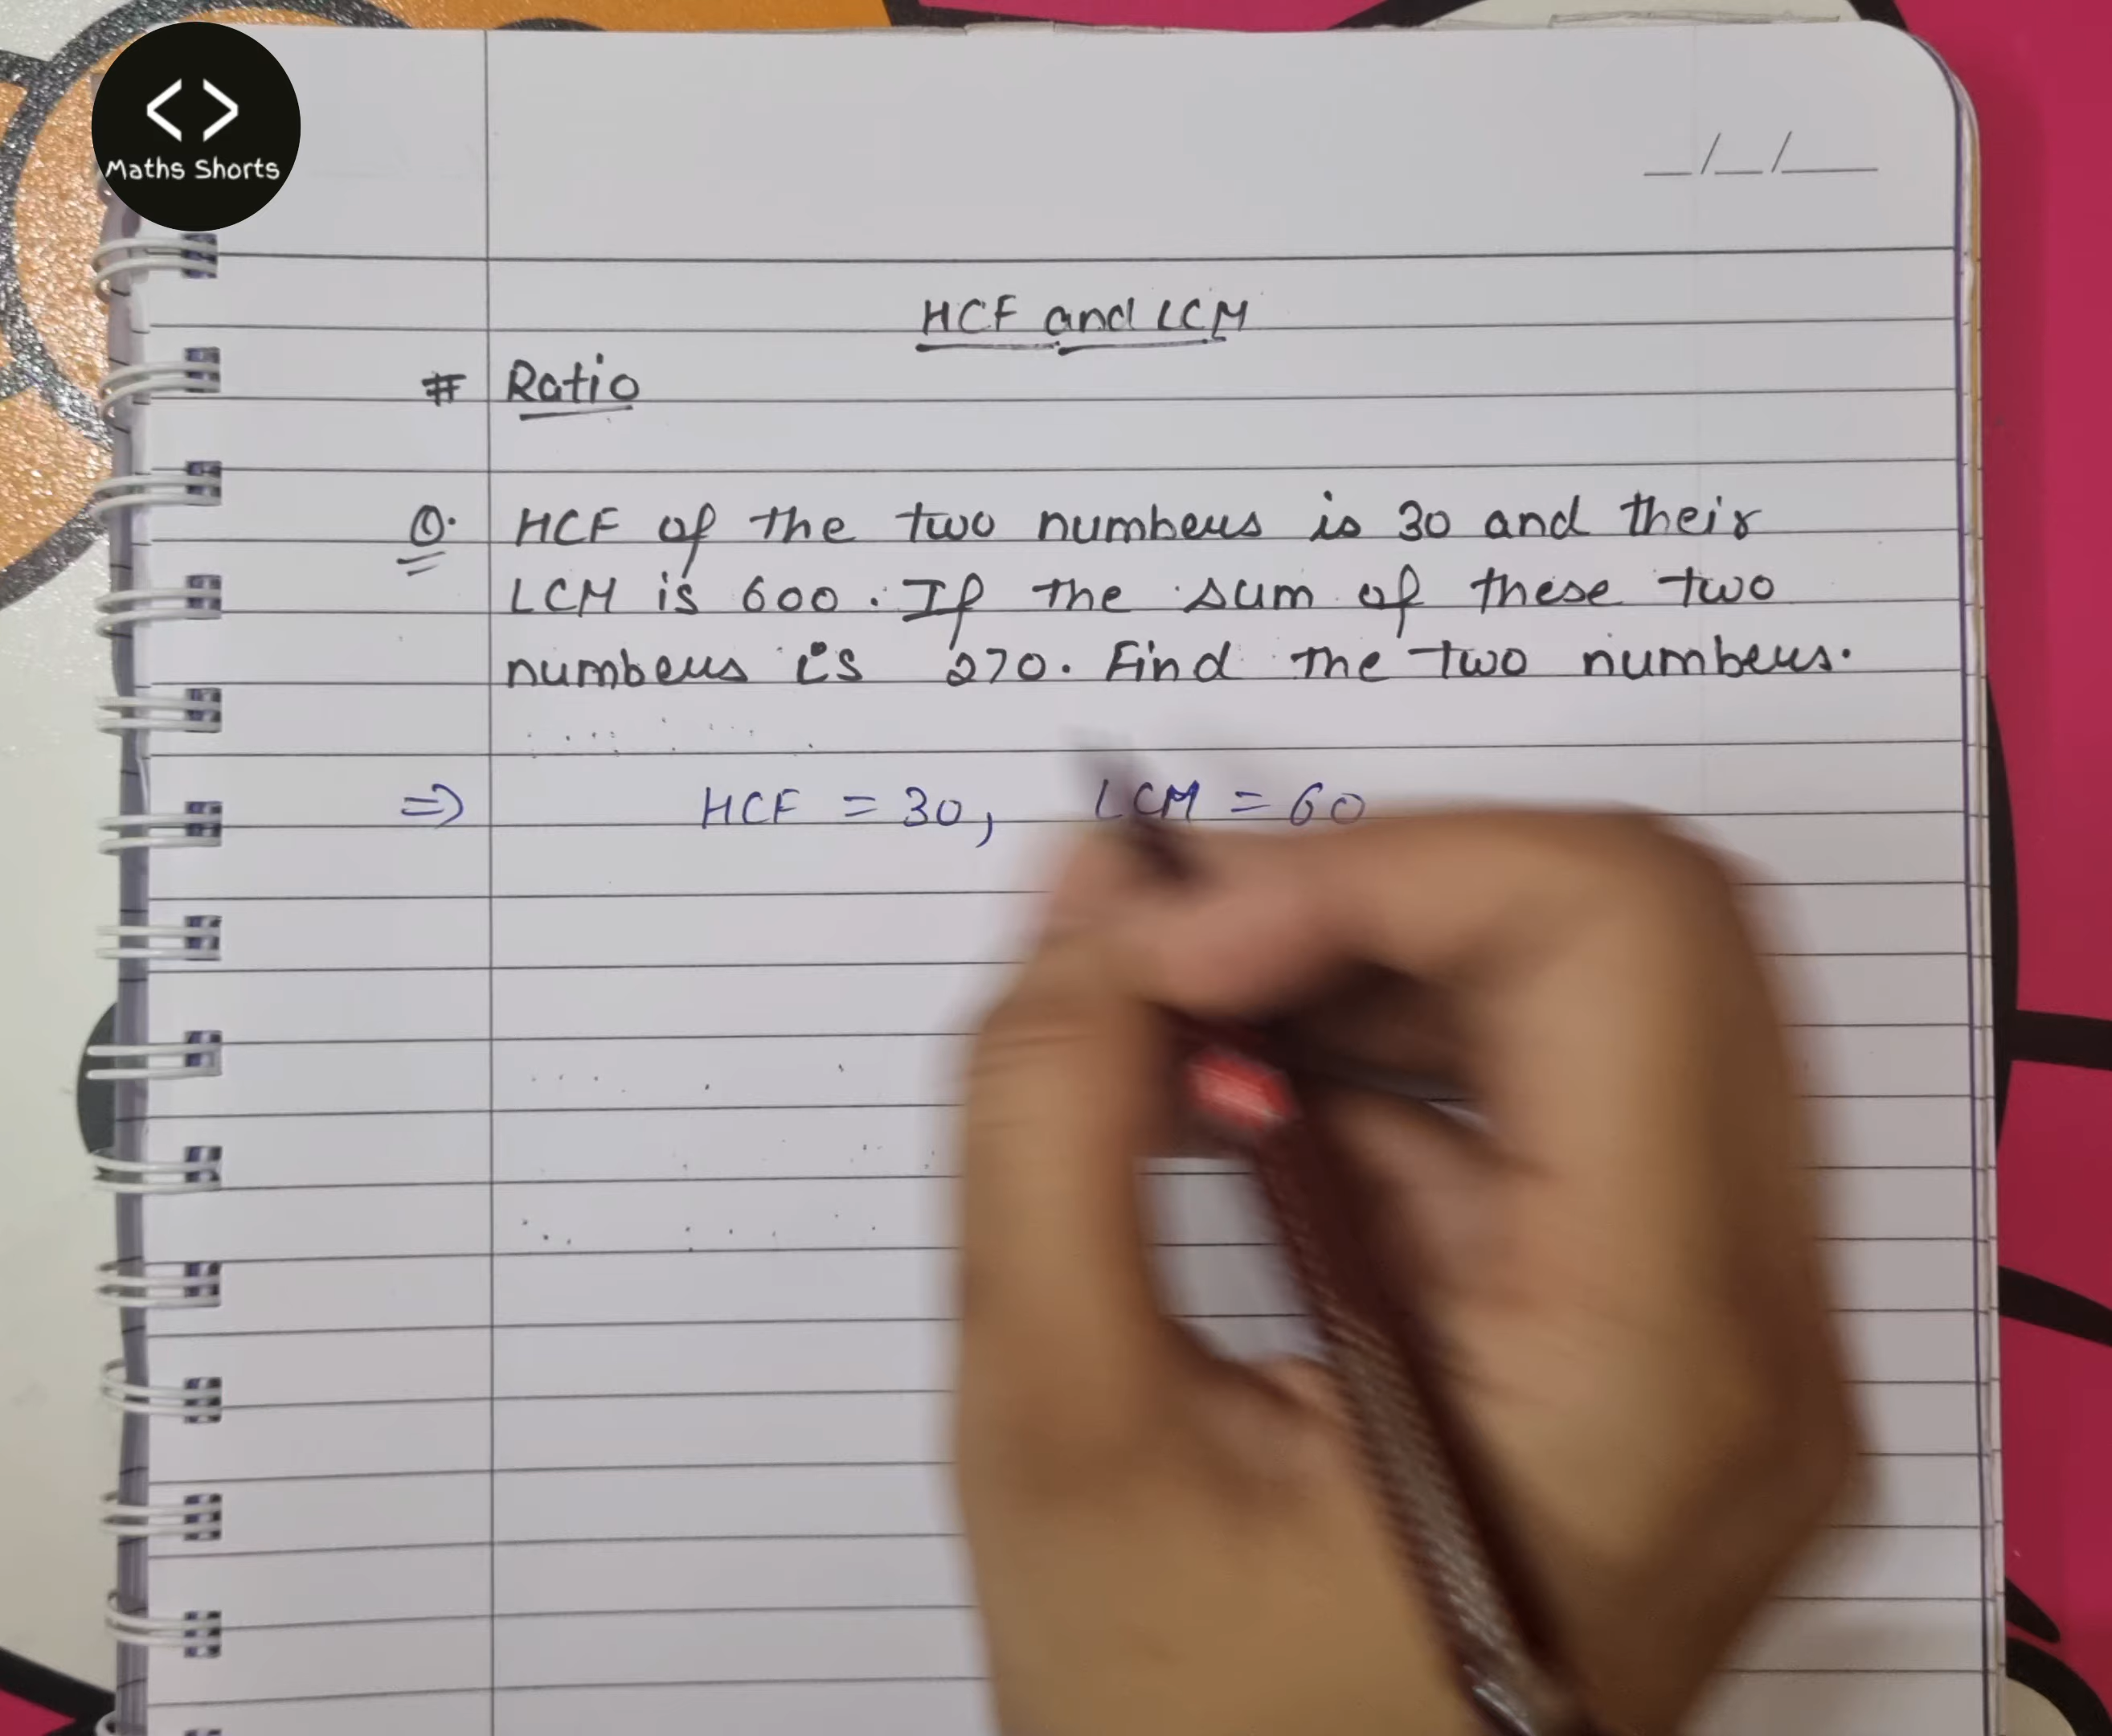 <>
Maths Shorts
_/_/__
HCF and LCM
# Ratio
Q. HCF of the two numbers is 30 and their
LCM is 600. If the sum of these two
numbers is 270. Find the two numbers.
=> HCF = 30, LCM = 60